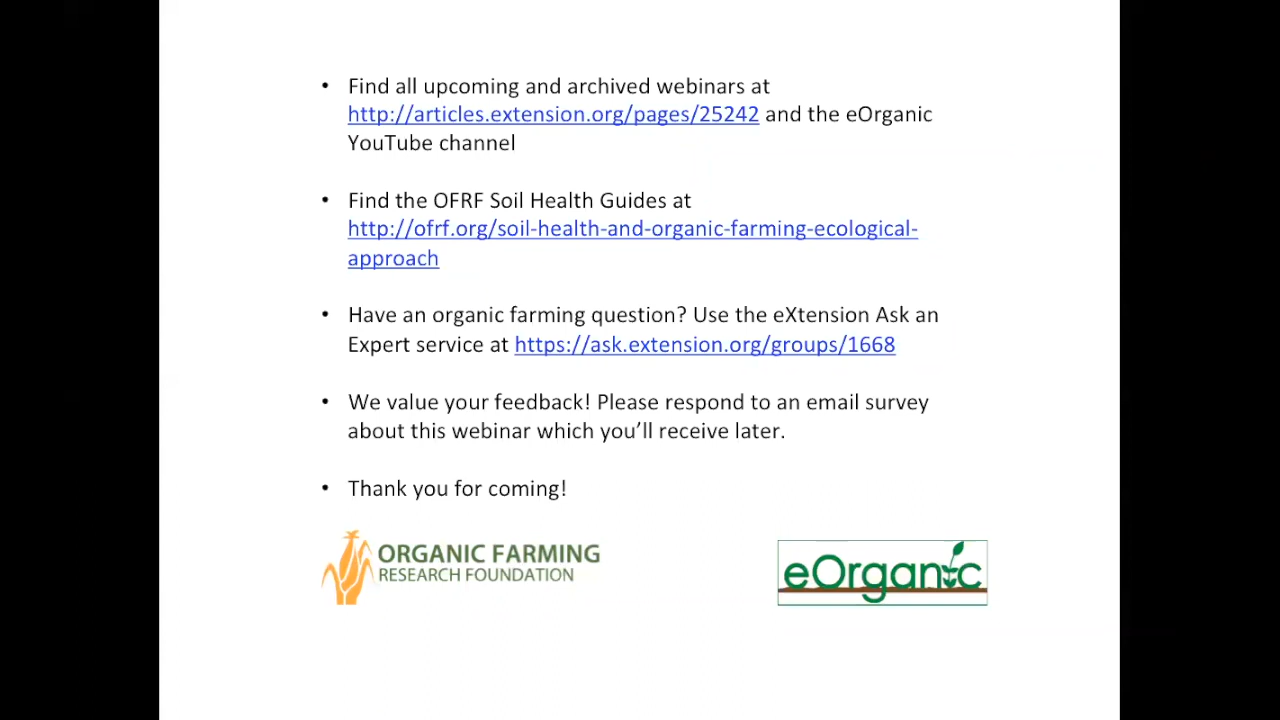 • Find all upcoming and archived webinars at
http://articles.extension.org/pages/25242 and the eOrganic
YouTube channel
• Find the OFRF Soil Health Guides at
http://ofrf.org/soil-health-and-organic-farming-ecological-
approach
• Have an organic farming question? Use the eXtension Ask an
Expert service at https://ask.extension.org/groups/1668
• We value your feedback! Please respond to an email survey
about this webinar which you’ll receive later.
• Thank you for coming!
ORGANIC FARMING
RESEARCH FOUNDATION
eOrganic